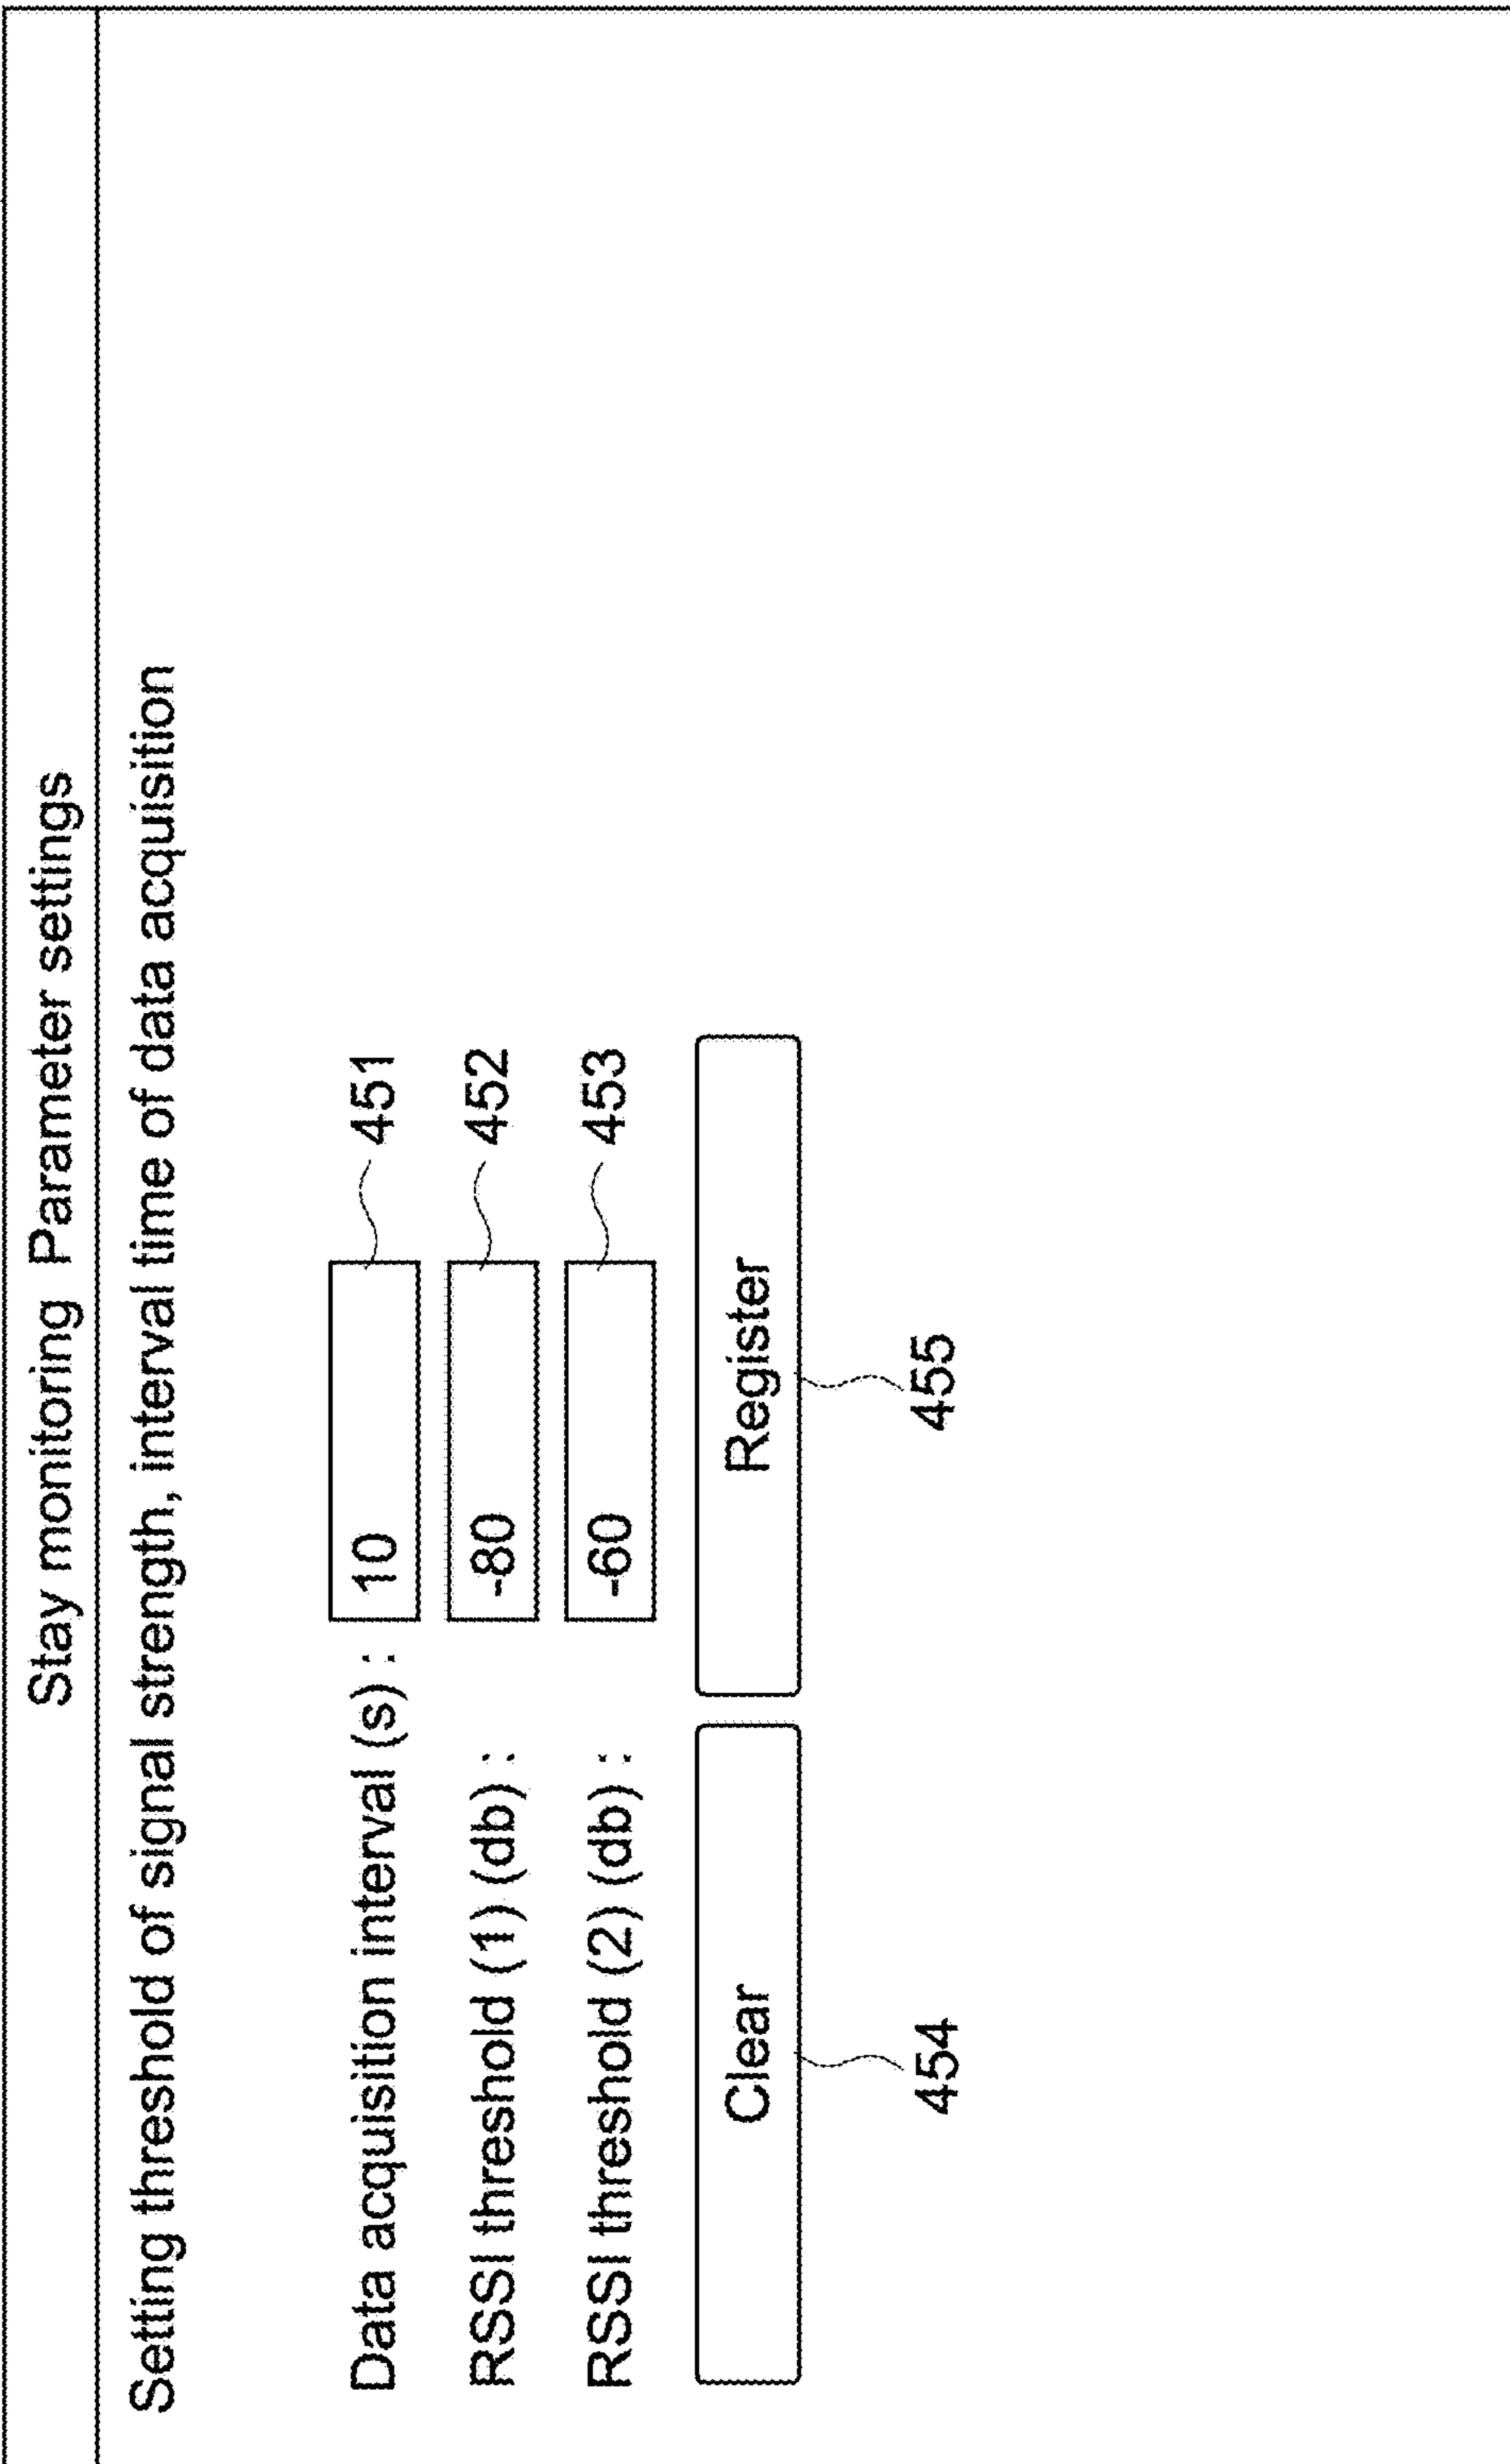 Stay monitoring Parameter settings
Setting threshold of signal strength, interval time of data acquisition
Data acquisition interval (s) : 10 451
RSSI threshold (1) (db) : -80 452
RSSI threshold (2) (db) : -60 453
Clear Register
454 455